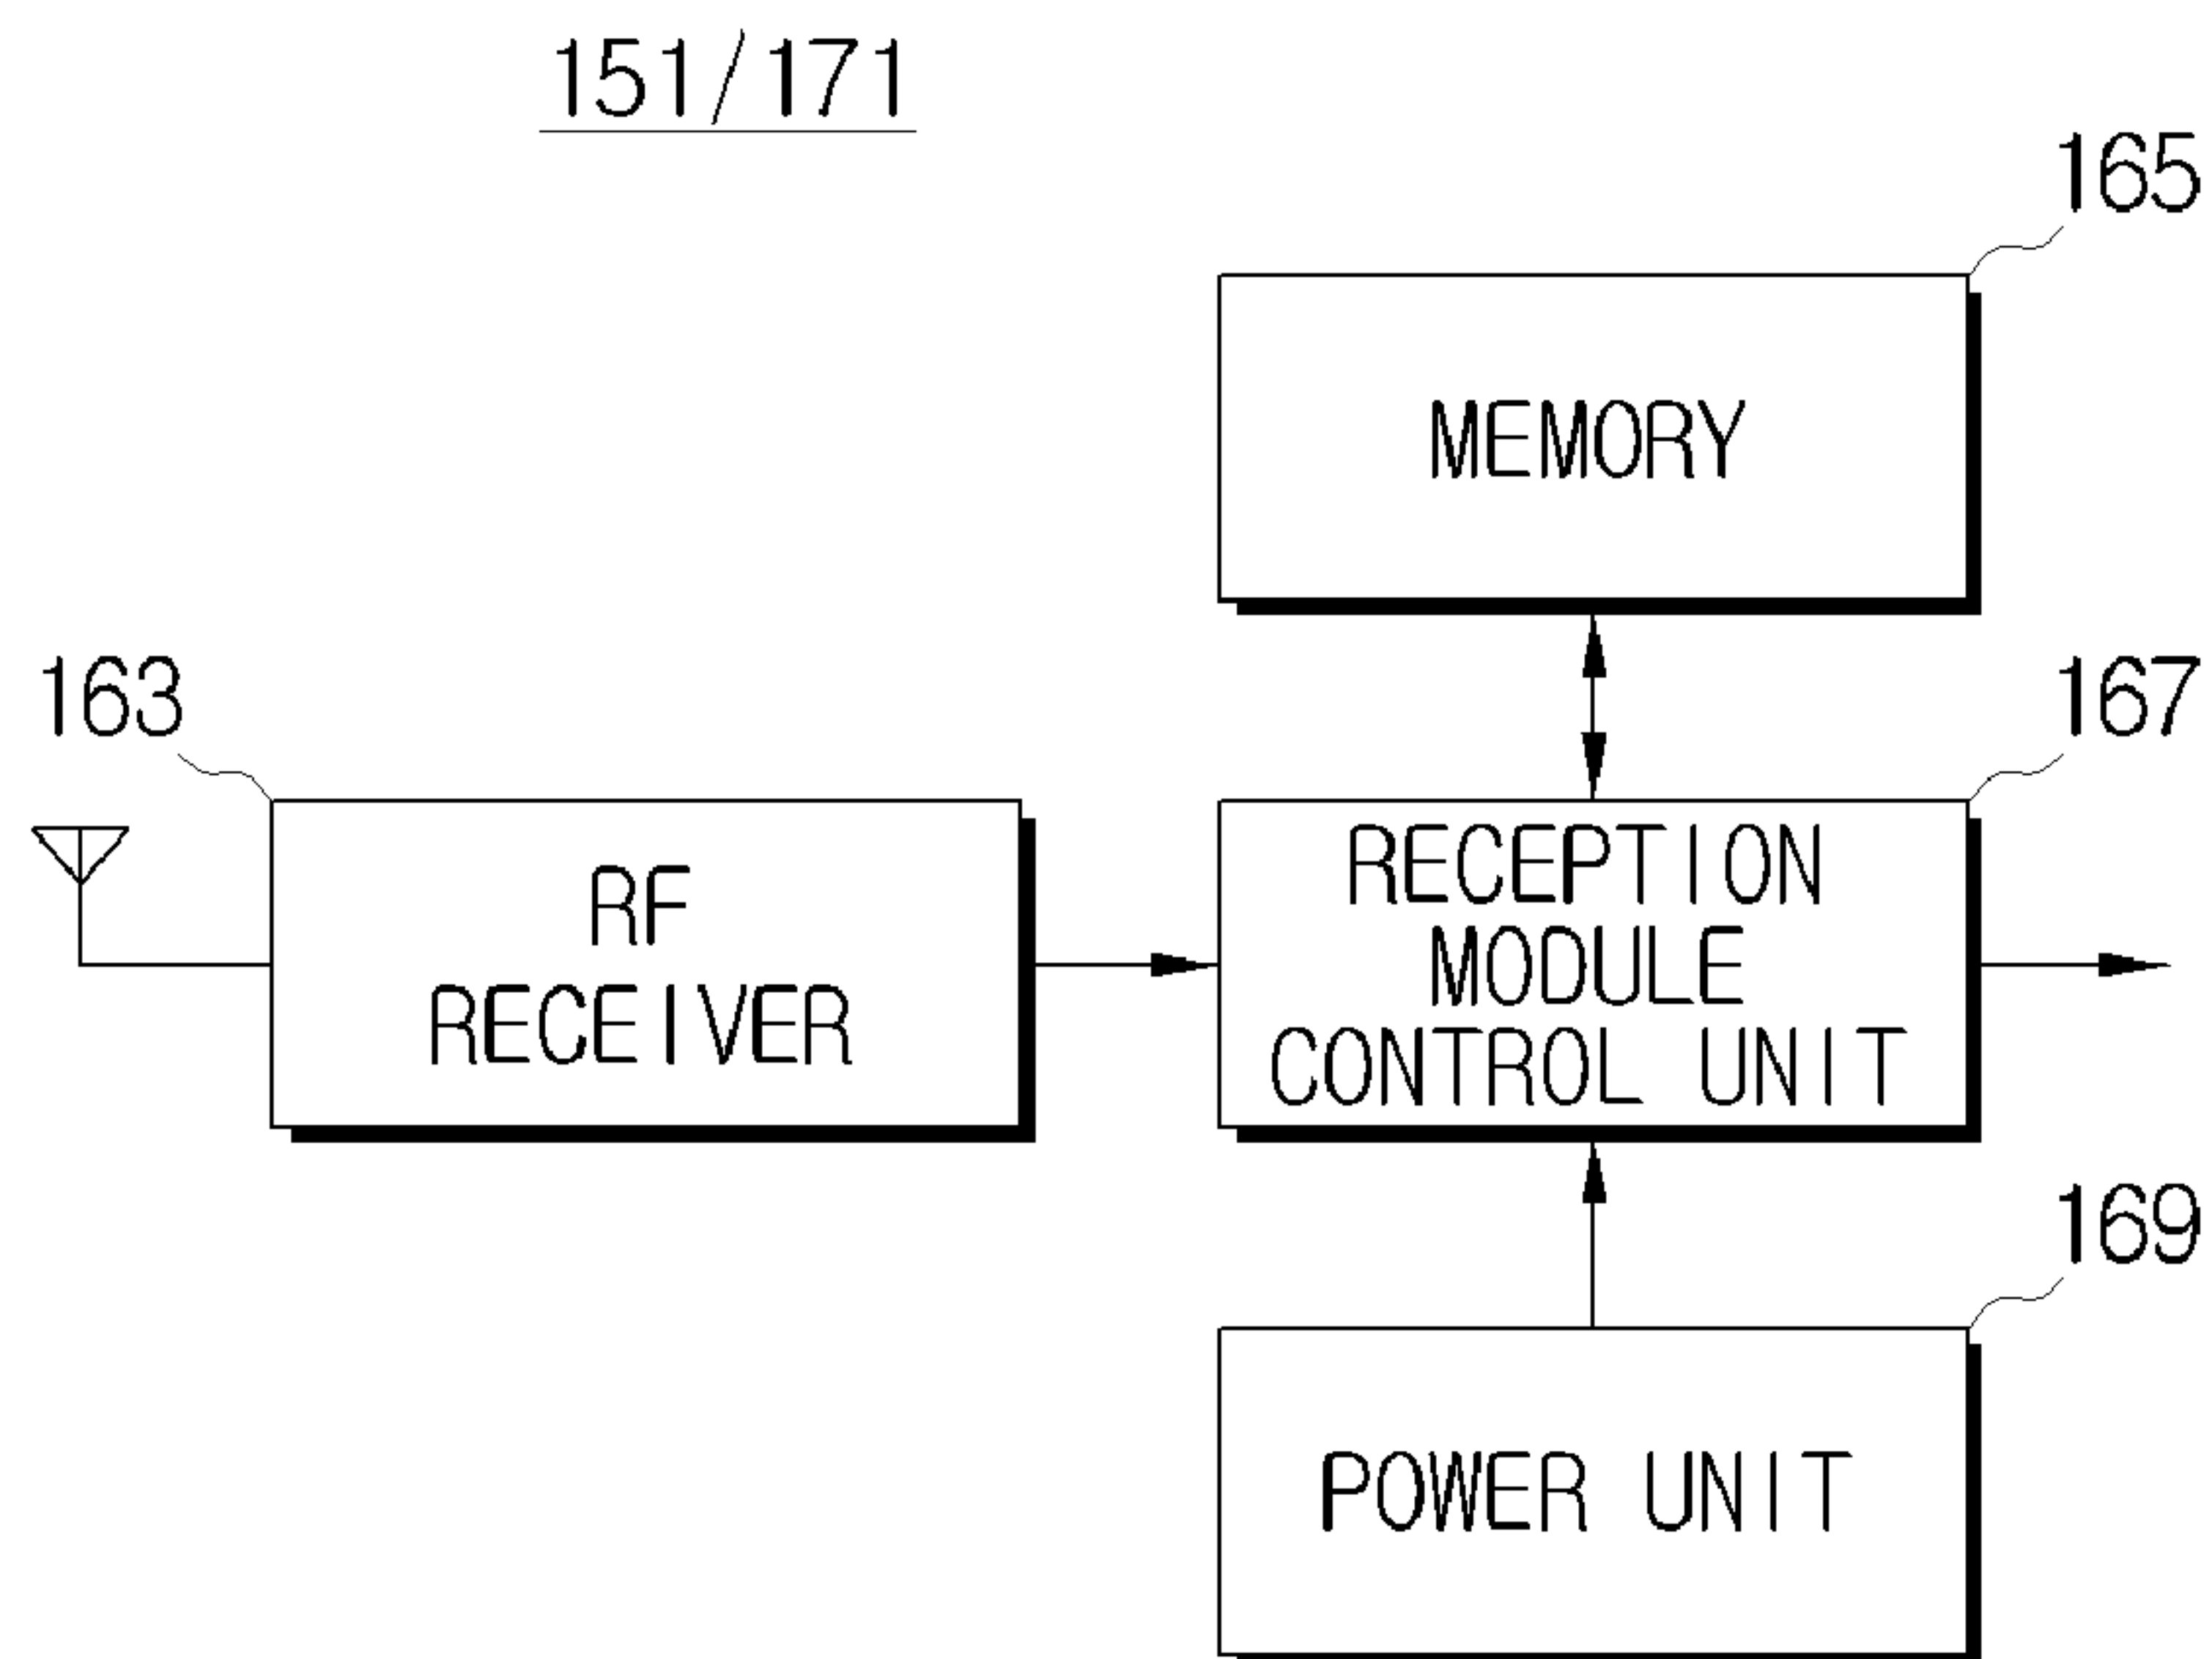 151/171
165
MEMORY
163
167
RF
RECEIVER
RECEPTION
MODULE
CONTROL UNIT
169
POWER UNIT